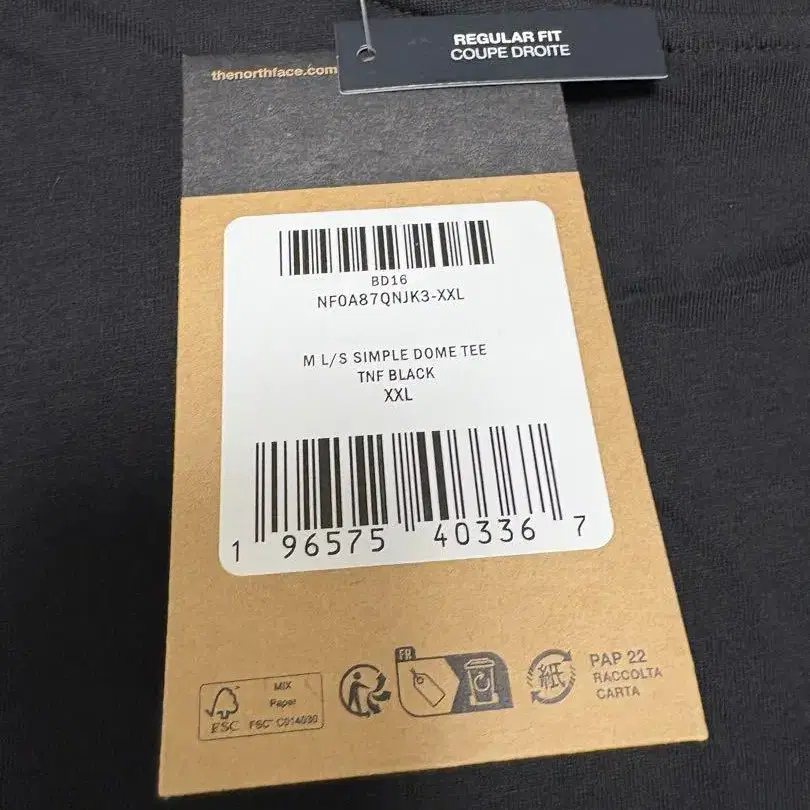 REGULAR FIT
COUPE DROITE
thenorthface.com
BD16
NF0A87QNJK3-XXL
M L/S SIMPLE DOME TEE
TNF BLACK
XXL
1 96575 40336 7
FR
MIX
Paper
FSC
FSC™ C014030
紙
PAP 22
RACCOLTA
CARTA